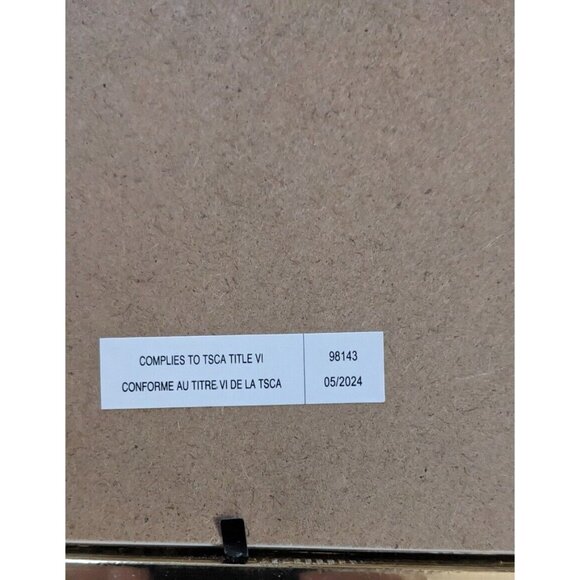 COMPLIES TO TSCA TITLE VI
CONFORME AU TITRE VI DE LA TSCA
98143
05/2024